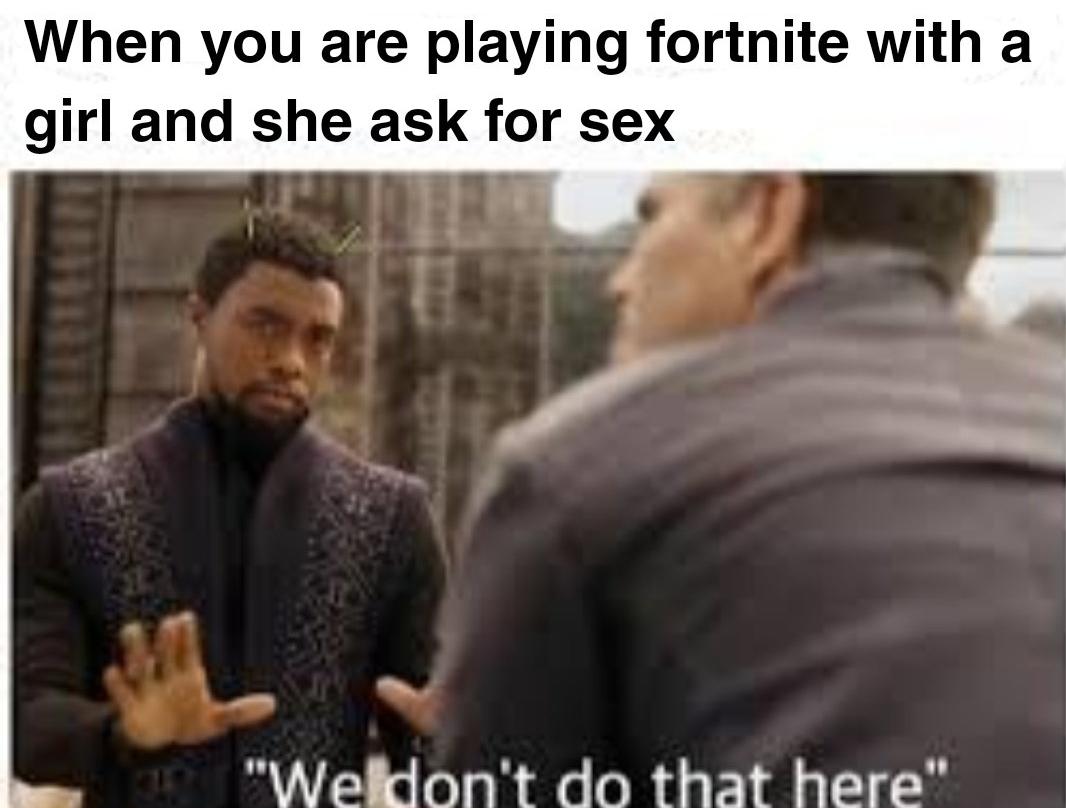 When you are playing fortnite with a
girl and she ask for sex
"We don't do that here"